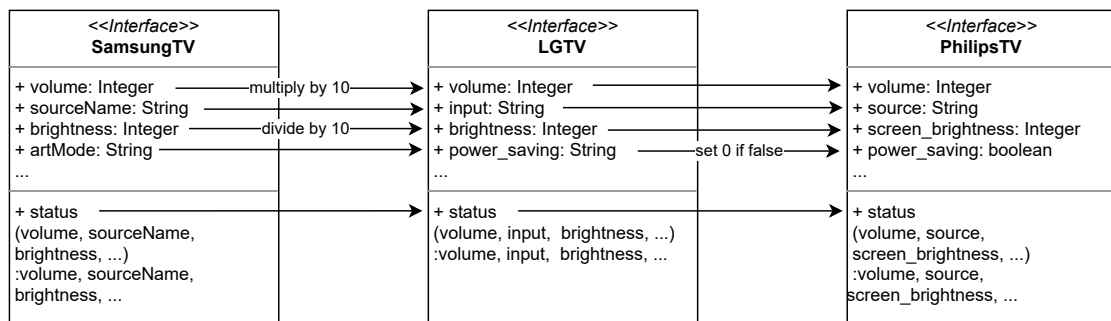 <<Interface>>
SamsungTV
+ volume: Integer
+ sourceName: String
+ brightness: Integer
+ artMode: String
...
+ status
(volume, sourceName,
brightness, ...)
:volume, sourceName,
brightness, ...
multiply by 10
divide by 10
<<Interface>>
LGTV
+ volume: Integer
+ input: String
+ brightness: Integer
+ power_saving: String
...
+ status
(volume, input,  brightness, ...)
:volume, input,  brightness, ...
set 0 if false
<<Interface>>
PhilipsTV
+ volume: Integer
+ source: String
+ screen_brightness: Integer
+ power_saving: boolean
...
+ status
(volume, source,
screen_brightness, ...)
:volume, source,
screen_brightness, ...